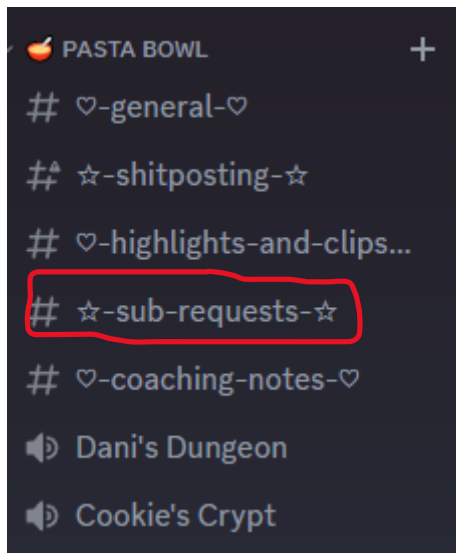 PASTA BOWL
♡-general-♡
☆-shitposting-☆
♡-highlights-and-clips...
☆-sub-requests-☆
♡-coaching-notes-♡
Dani's Dungeon
Cookie's Crypt